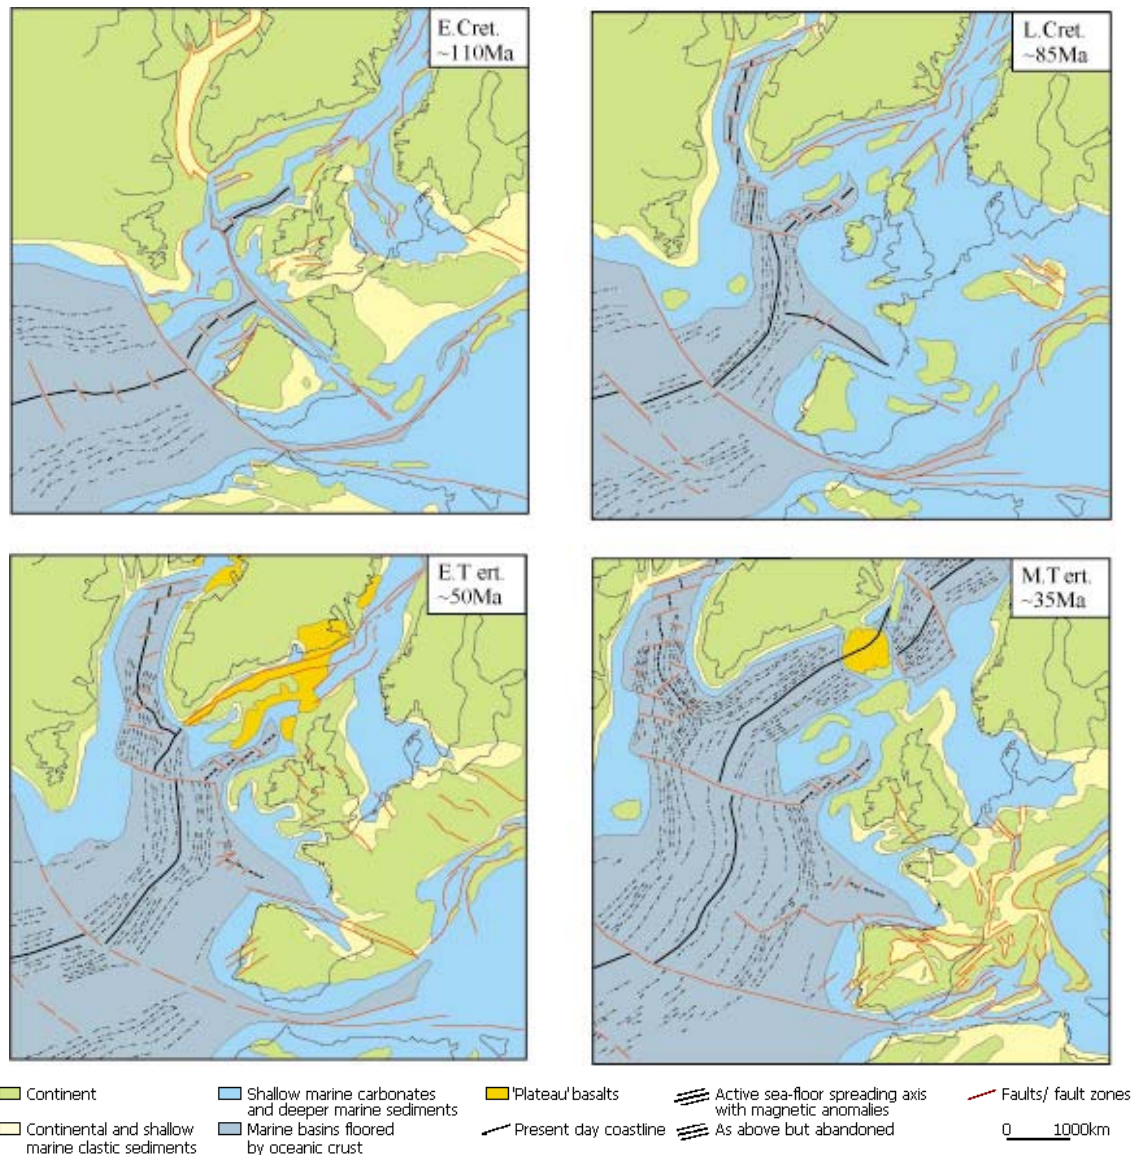 E.Cret.
~110Ma
L.Cret.
~85Ma
E.T ert.
~50Ma
M.T ert.
~35Ma
Continent
Shallow marine carbonates
and deeper marine sediments
'Plateau' basalts
Active sea-floor spreading axis
with magnetic anomalies
Faults/ fault zones
Continental and shallow
marine clastic sediments
Marine basins floored
by oceanic crust
Present day coastline
As above but abandoned
0 1000km